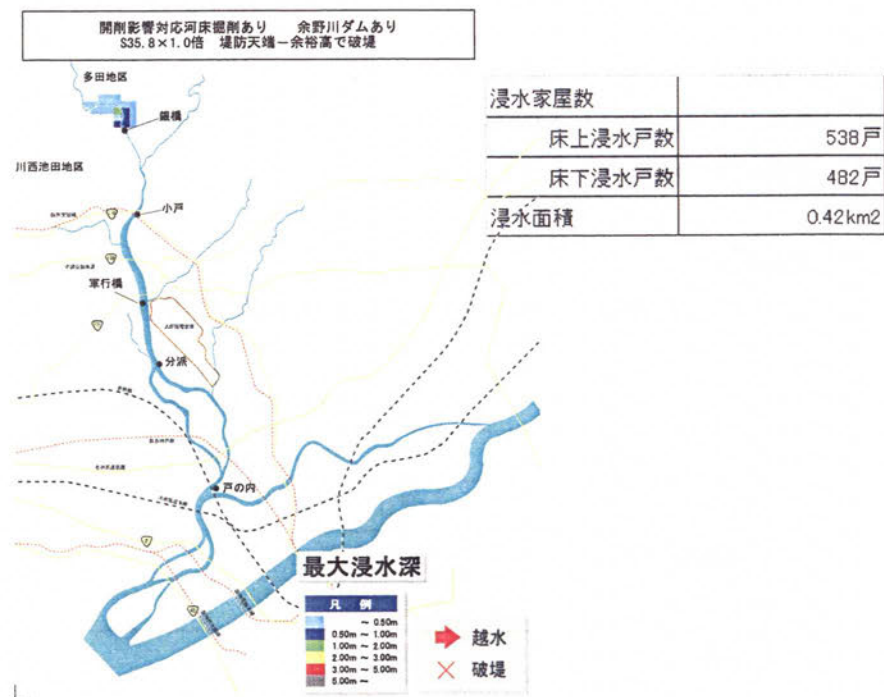 開削影響対応河床掘削あり　　余野川ダムあり
S35.8×1.0倍　堤防天端－余裕高で破堤
多田地区
銀橋
川西池田地区
小戸
軍行橋
分派
戸の内
浸水家屋数
床上浸水戸数 538戸
床下浸水戸数 482戸
浸水面積 0.42km2
最大浸水深
凡 例
～ 0.50m
0.50m ～ 1.00m
1.00m ～ 2.00m
2.00m ～ 3.00m
3.00m ～ 5.00m
5.00m ～
越水
破堤